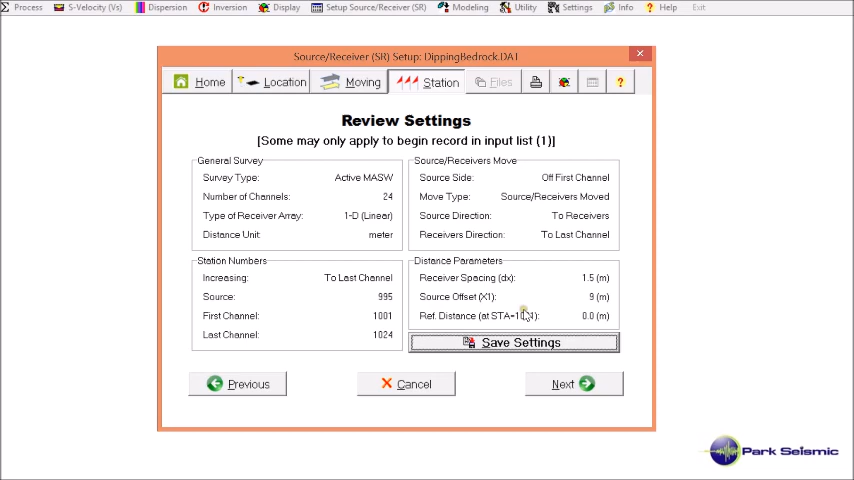 Process S-Velocity (Vs) Dispersion Inversion Display Setup Source/Receiver (SR) Modeling Utility Settings Info Help Exit
Source/Receiver (SR) Setup: DippingBedrock.DAT
Home Location Moving Station Files
Review Settings
[Some may only apply to begin record in input list (1)]
General Survey
Survey Type: Active MASW
Number of Channels: 24
Type of Receiver Array: 1-D (Linear)
Distance Unit: meter
Source/Receivers Move
Source Side: Off First Channel
Move Type: Source/Receivers Moved
Source Direction: To Receivers
Receivers Direction: To Last Channel
Station Numbers
Increasing: To Last Channel
Source: 995
First Channel: 1001
Last Channel: 1024
Distance Parameters
Receiver Spacing (dx): 1.5 (m)
Source Offset (X1): 9 (m)
Ref. Distance (at 0.0 (m)
Save Settings
Previous Cancel Next
Park Seismic